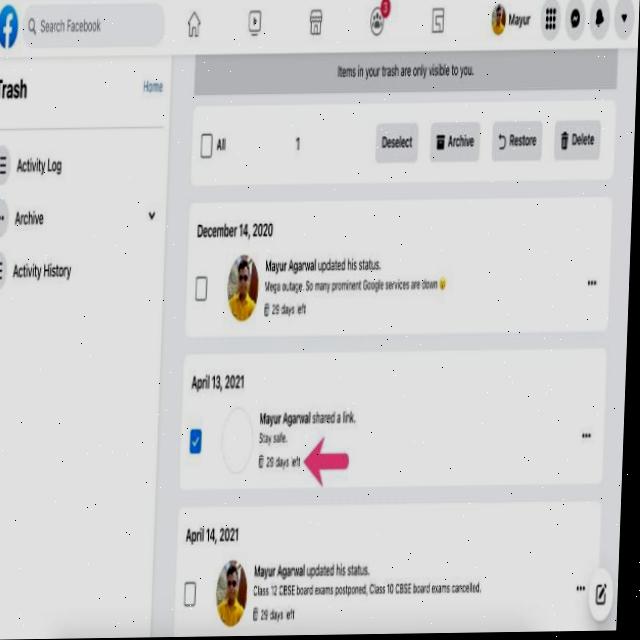 Search Facebook
3
Mayur
Trash
Home
Items in your trash are only visible to you.
All
1
Deselect
Archive
Restore
Delete
Activity Log
Archive
Activity History
December 14, 2020
Mayur Agarwal updated his status.
Mega outage. So many prominent Google services are down 😟
29 days left
April 13, 2021
Mayur Agarwal shared a link.
Stay safe.
29 days left
April 14, 2021
Mayur Agarwal updated his status.
Class 12 CBSE board exams postponed, Class 10 CBSE board exams cancelled.
29 days left